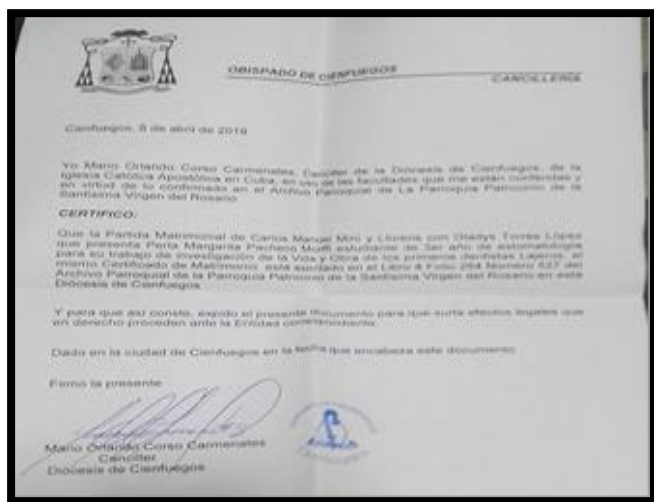 OBISPADO DE CIENFUEGOS
CANCILLERÍA
Cienfuegos, 8 de abril de 2016
Yo Mario Orlando Corso Carmenates, Canciller de la Diócesis de Cienfuegos, de la
Iglesia Católica Apostólica en Cuba, en uso de las facultades que me están conferidas y
en virtud de lo confirmado en el Archivo Parroquial de La Parroquia Patrocinio de la
Santísima Virgen del Rosario
CERTIFICO:
Que la Partida Matrimonial de Carlos Manuel y Llorens con Gladys Torres López
que presenta Perla Margarita Pacheco estudiante de 3er año de estomatología
para su trabajo de investigación de la Vida y Obra de los primeros dentistas Lajeros, el
mismo Certificado de Matrimonio, está asentado en el Libro 4 Folio 264 Número 527 del
Archivo Parroquial de la Parroquia Patrocinio de la Santísima Virgen del Rosario en esta
Diócesis de Cienfuegos.
Y para que así conste, expido el presente documento para que surta efectos legales que
en derecho proceden ante la Entidad correspondiente.
Dado en la ciudad de Cienfuegos en la fecha que encabeza este documento
Firmo la presente
Mario Orlando Corso Carmenates
Canciller.
Diócesis de Cienfuegos